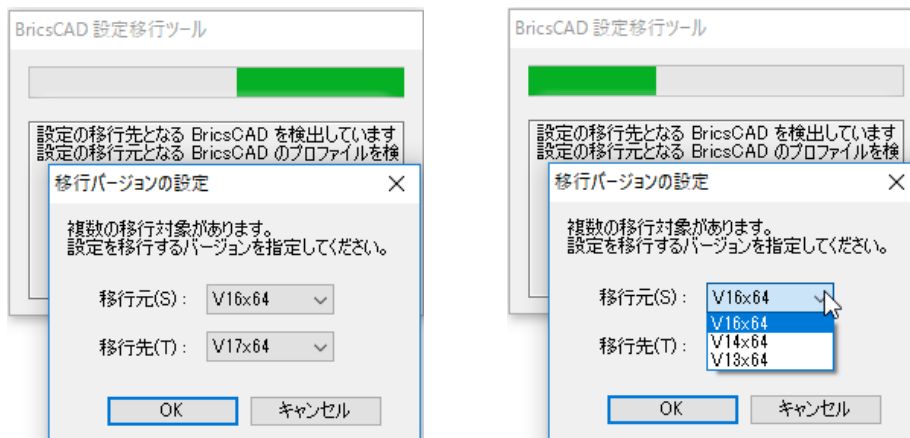 BricsCAD 設定移行ツール
設定の移行先となる BricsCAD を検出しています
設定の移行元となる BricsCAD のプロファイルを検
移行バージョンの設定
複数の移行対象があります。
設定を移行するバージョンを指定してください。
移行元(S)： V16x64
移行先(T)： V17x64
OK キャンセル
BricsCAD 設定移行ツール
設定の移行先となる BricsCAD を検出しています
設定の移行元となる BricsCAD のプロファイルを検
移行バージョンの設定
複数の移行対象があります。
設定を移行するバージョンを指定してください。
移行元(S)： V16x64
V16x64
移行先(T)： V14x64
V13x64
OK キャンセル